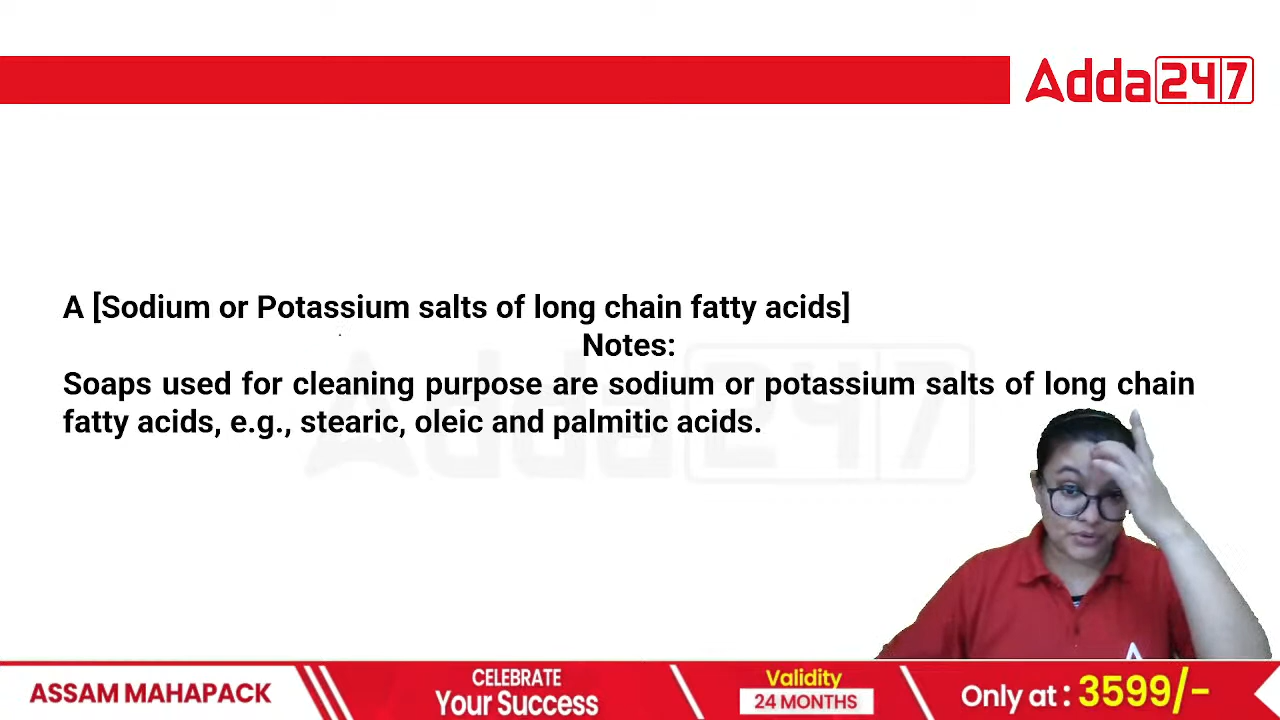 Adda247
A [Sodium or Potassium salts of long chain fatty acids]
Notes:
Soaps used for cleaning purpose are sodium or potassium salts of long chain
fatty acids, e.g., stearic, oleic and palmitic acids.
Adda247
ASSAM MAHAPACK
CELEBRATE
Your Success
Validity
24 MONTHS
Only at : 3599/-